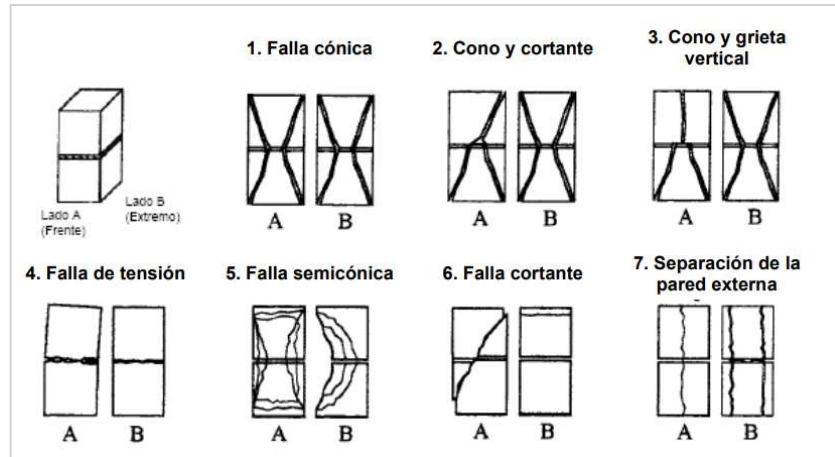 1. Falla cónica
2. Cono y cortante
3. Cono y grieta
vertical
Lado A
(Frente)
Lado B
(Extremo)
A B
A B
A B
4. Falla de tensión
5. Falla semicónica
6. Falla cortante
7. Separación de la
pared externa
A B
A B
A B
A B